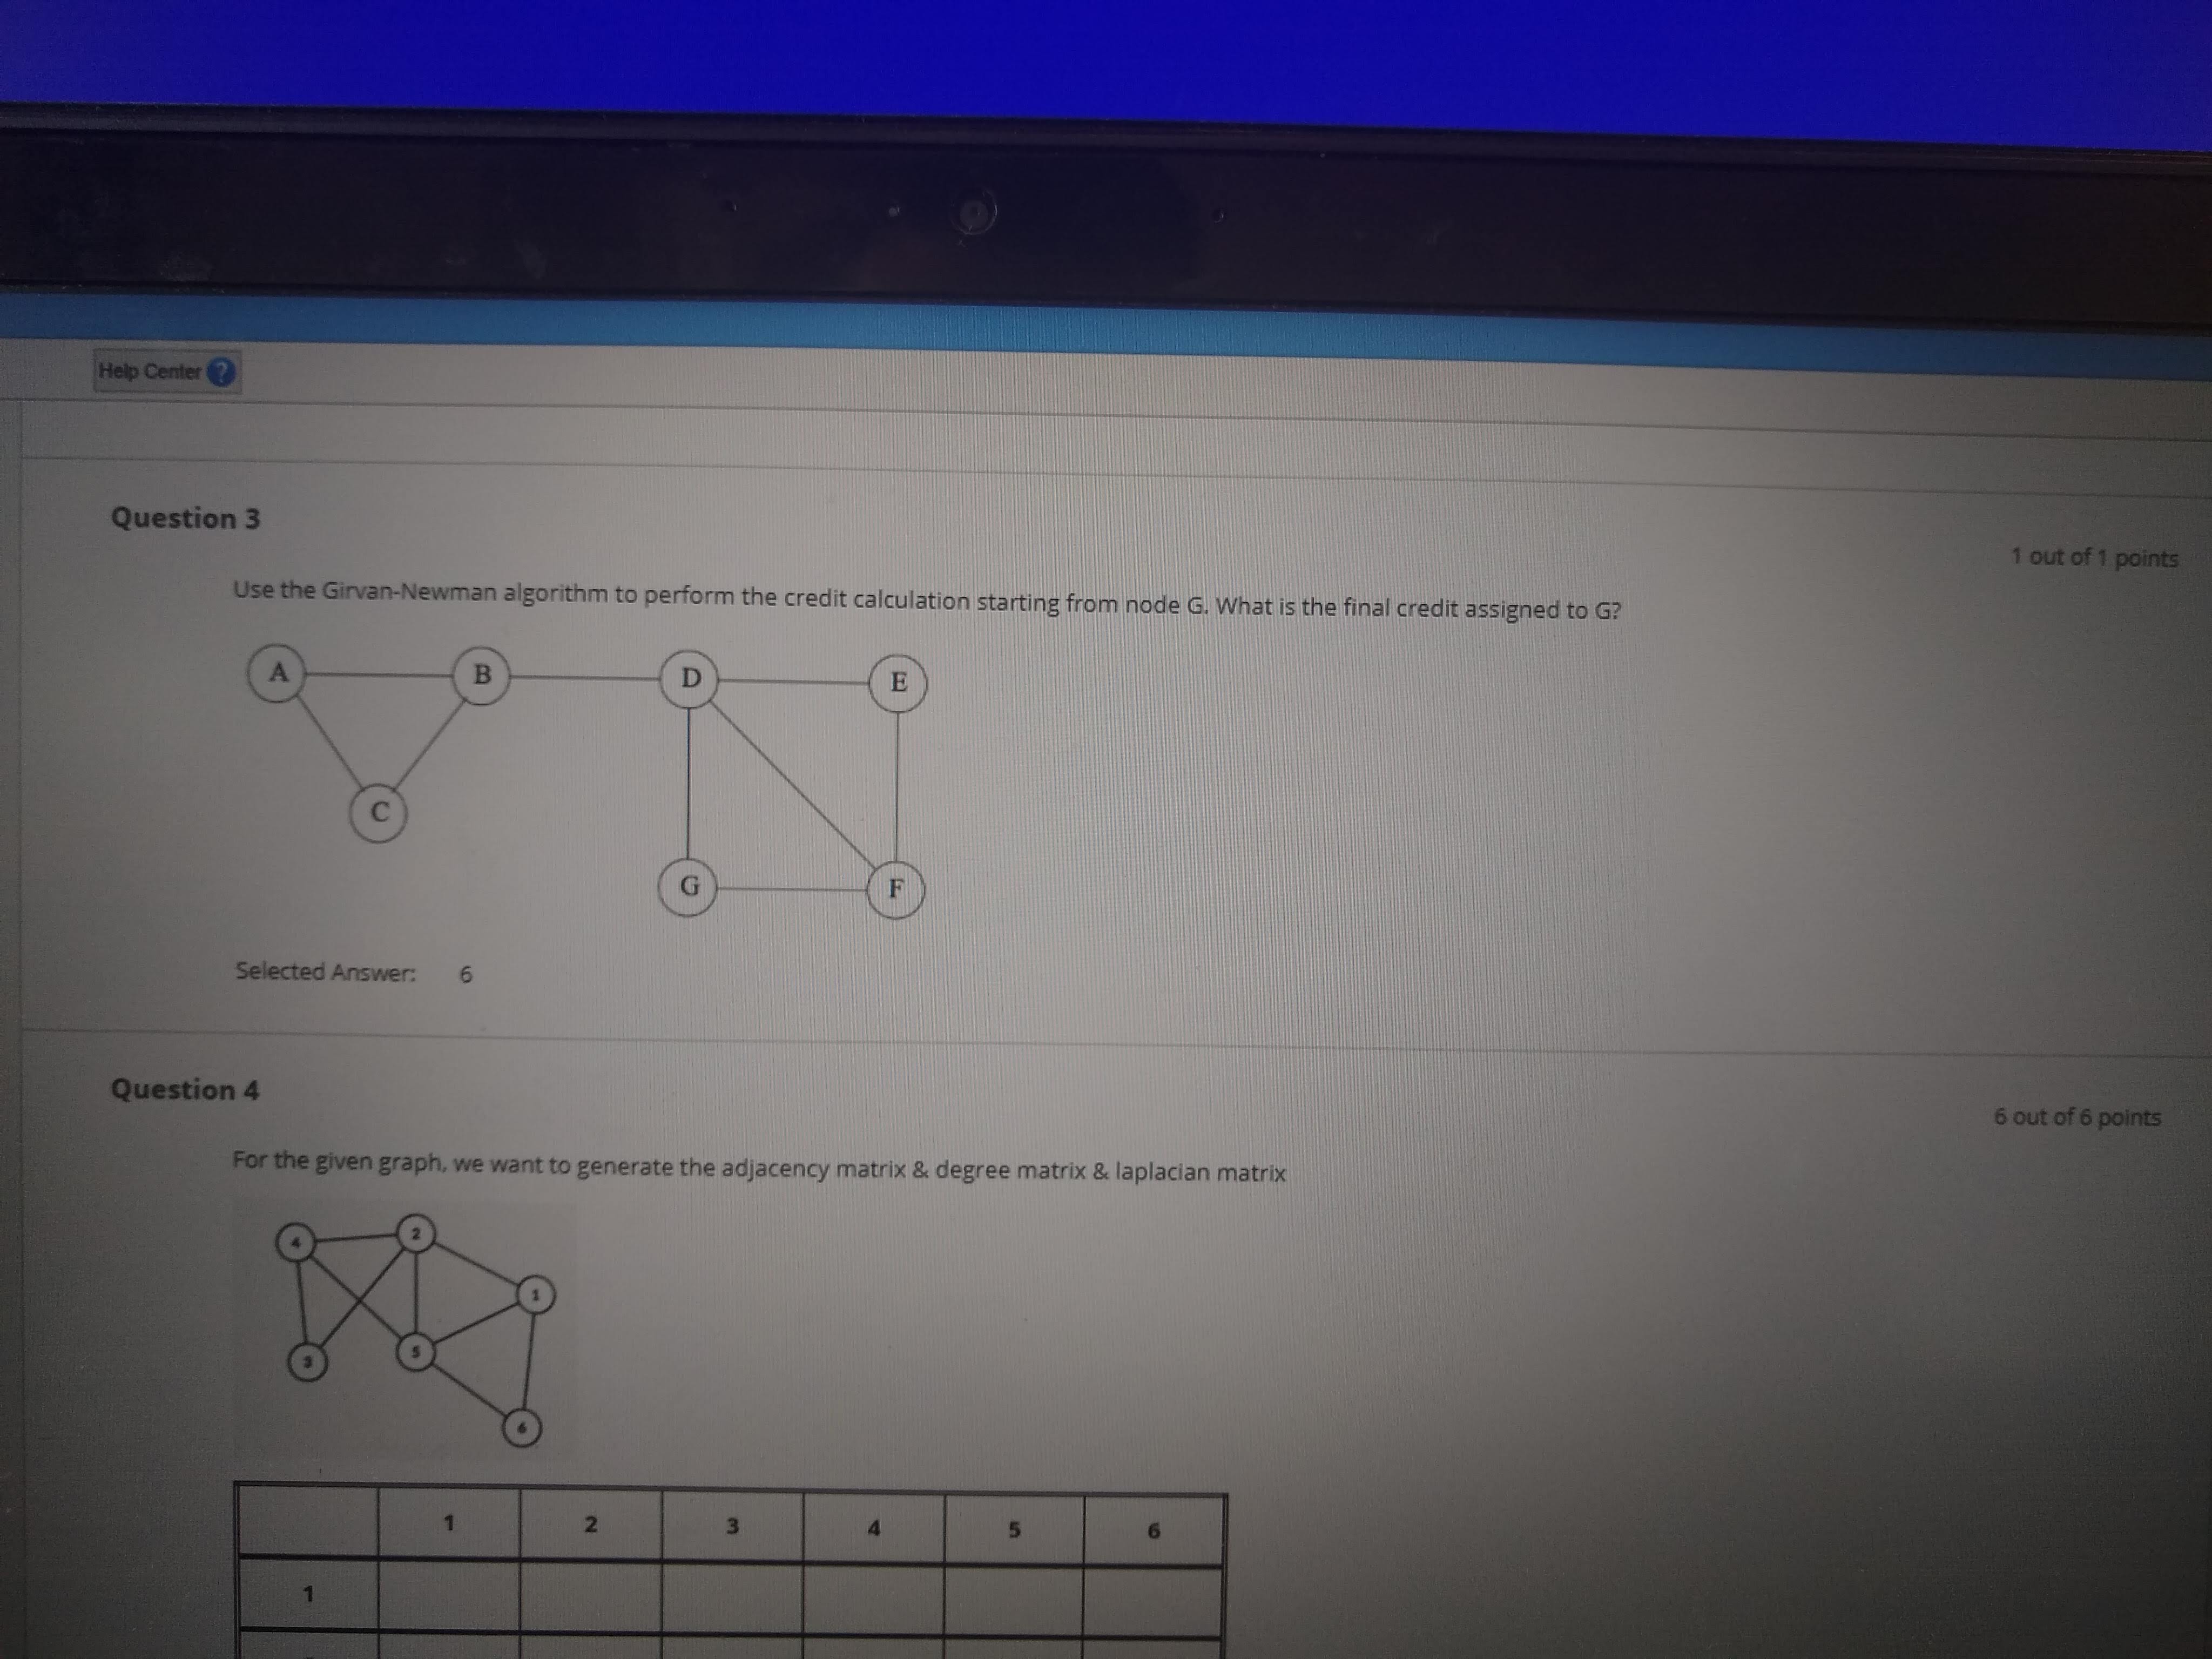 Help Center ?
Question 3
1 out of 1 points
Use the Girvan-Newman algorithm to perform the credit calculation starting from node G. What is the final credit assigned to G?
A B D E
C
G F
Selected Answer: 6
Question 4
6 out of 6 points
For the given graph, we want to generate the adjacency matrix & degree matrix & laplacian matrix
4 2
1
3 5
6
1 2 3 4 5 6
1